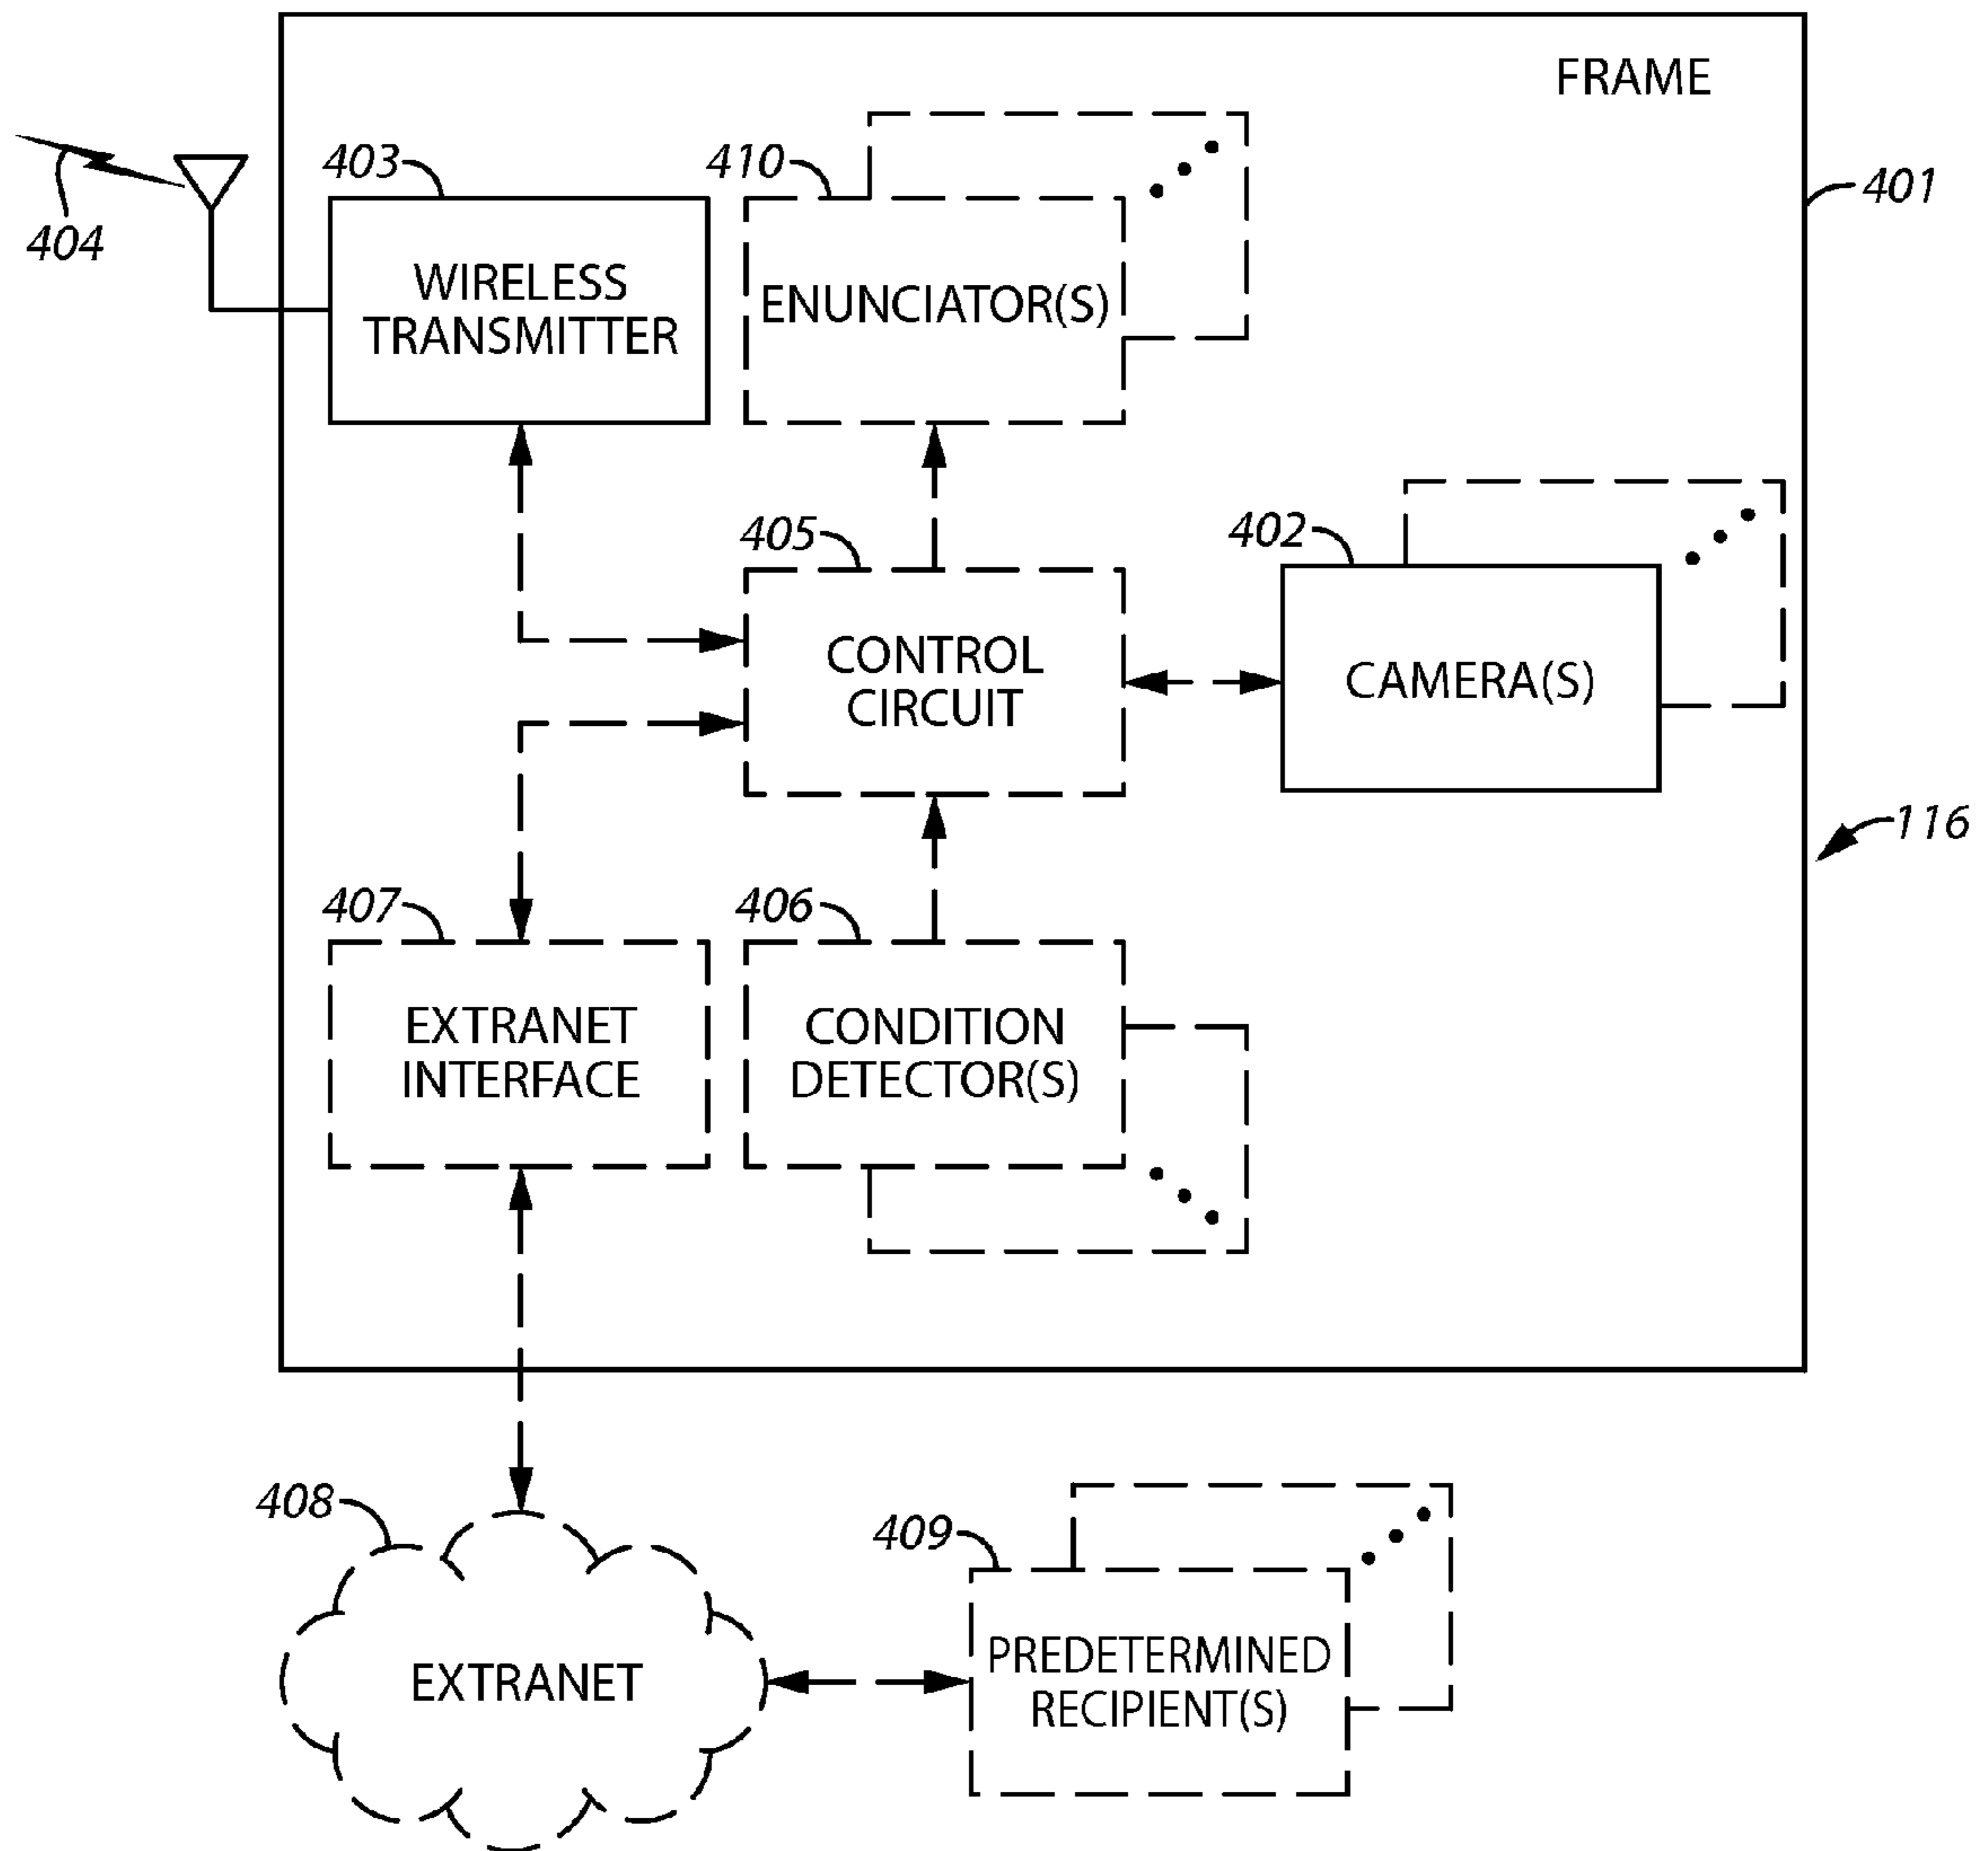 FRAME
403
410
401
404
WIRELESS
TRANSMITTER
ENUNCIATOR(S)
405
402
CONTROL
CIRCUIT
CAMERA(S)
116
407
406
EXTRANET
INTERFACE
CONDITION
DETECTOR(S)
408
409
EXTRANET
PREDETERMINED
RECIPIENT(S)